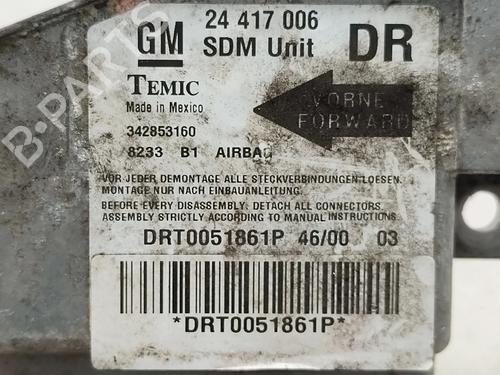 GM 24 417 006 DR
SDM Unit
TEMIC
Made in Mexico
VORNE
FORWARD
342853160
8233 B1 AIRBAG
VOR JEDER DEMONTAGE ALLE STECKVERBINDUNGEN LOESEN.
MONTAGE NUR NACH EINBAUANLEITUNG.
BEFORE EVERY DISASSEMBLY: DETACH ALL CONNECTORS.
ASSEMBLY STRICTLY ACCORDING TO MANUAL INSTRUCTIONS
DRT0051861P 46/00 03
*DRT0051861P*
B-PARTS